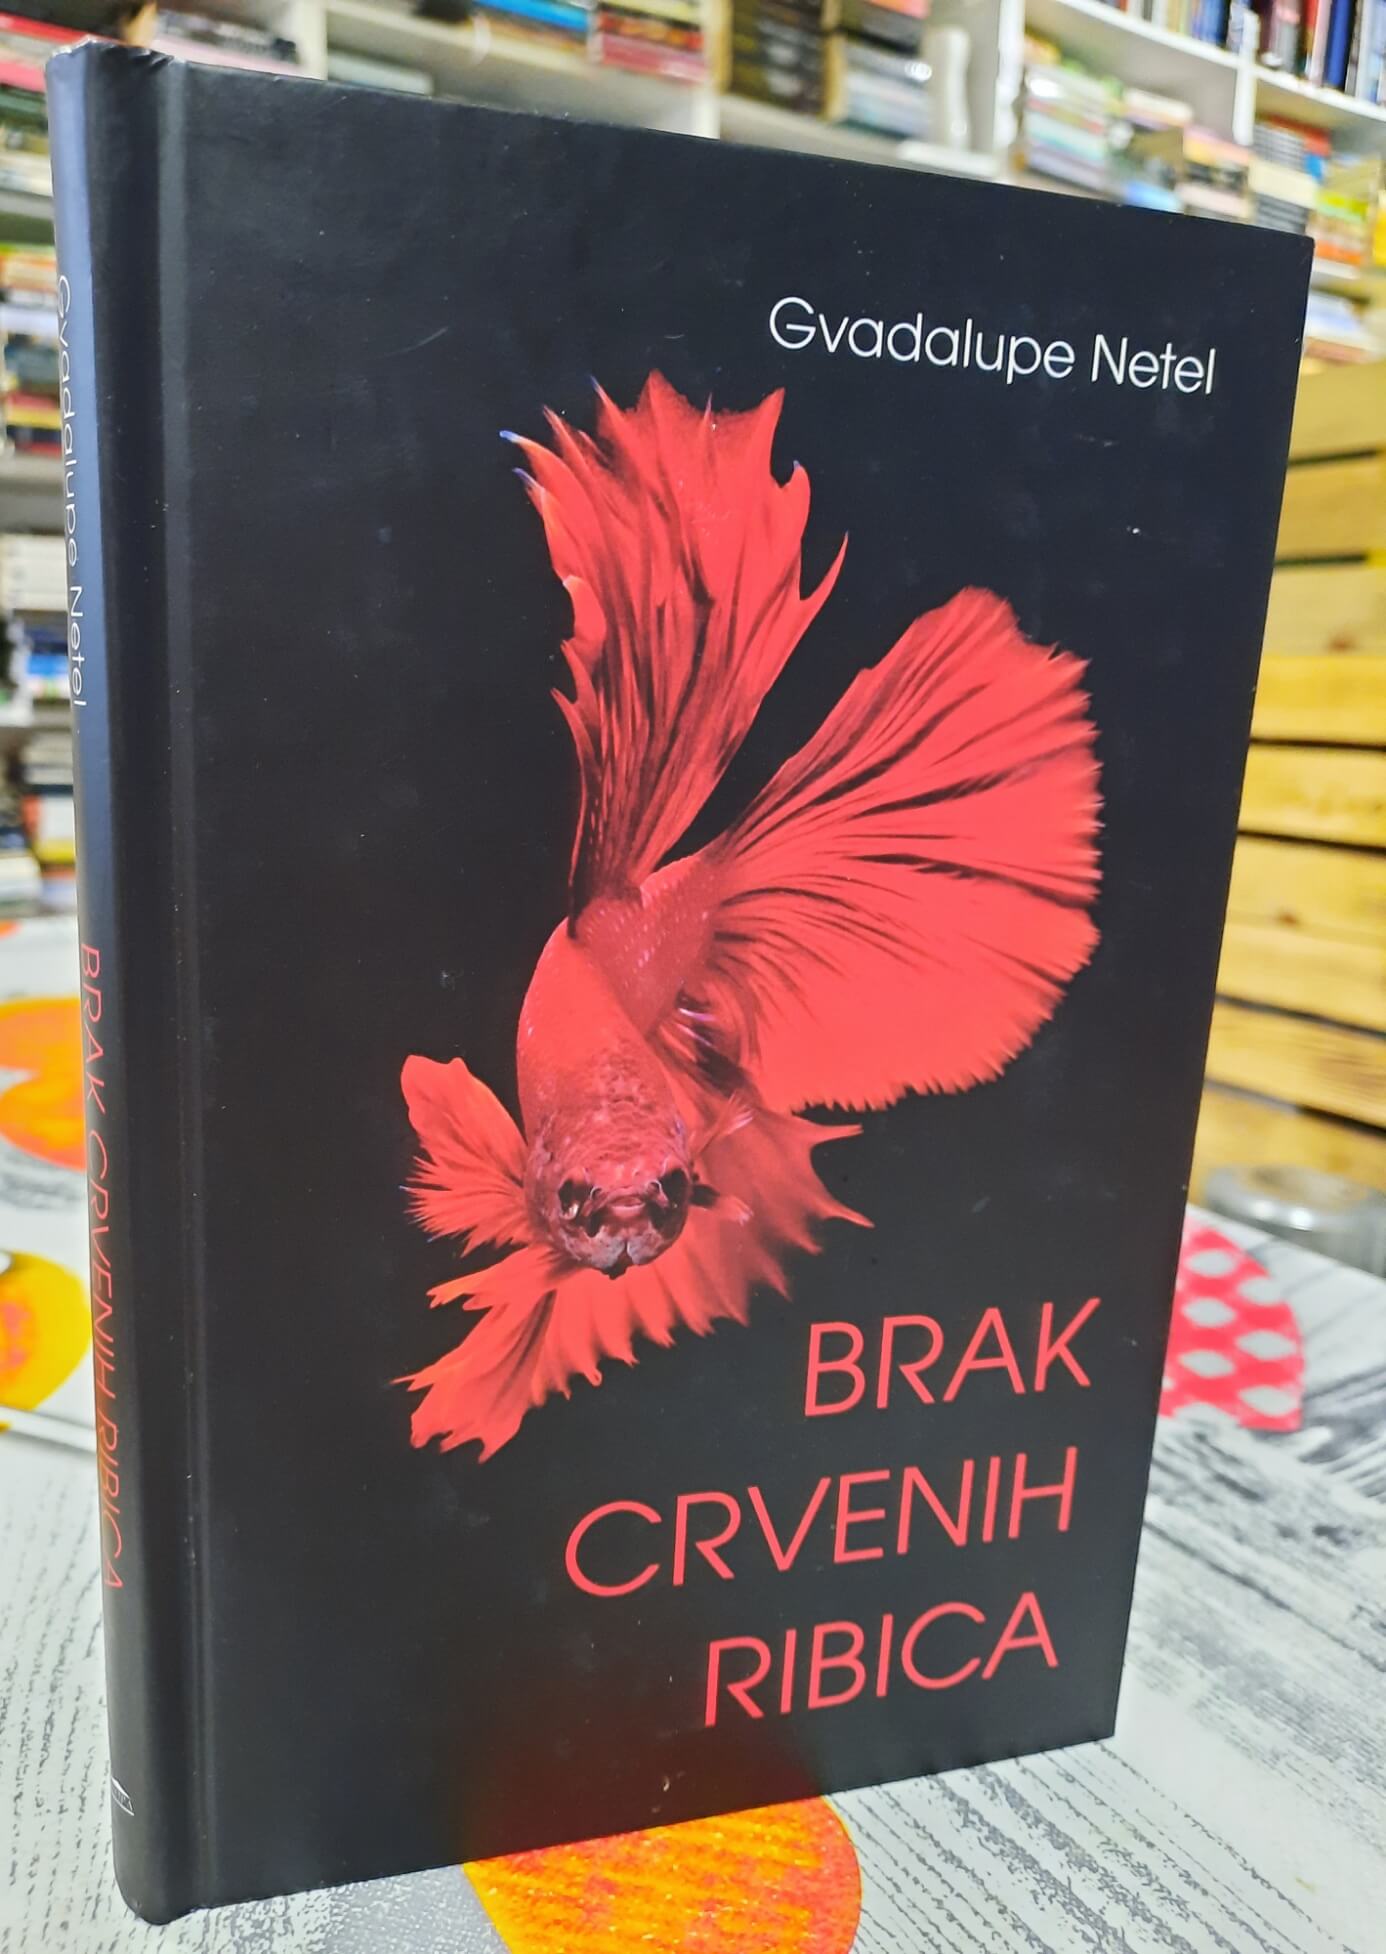 Gvadalupe Netel
BRAK
CRVENIH
RIBICA
Gvadalupe Netel BRAK CRVENIH RIBICA